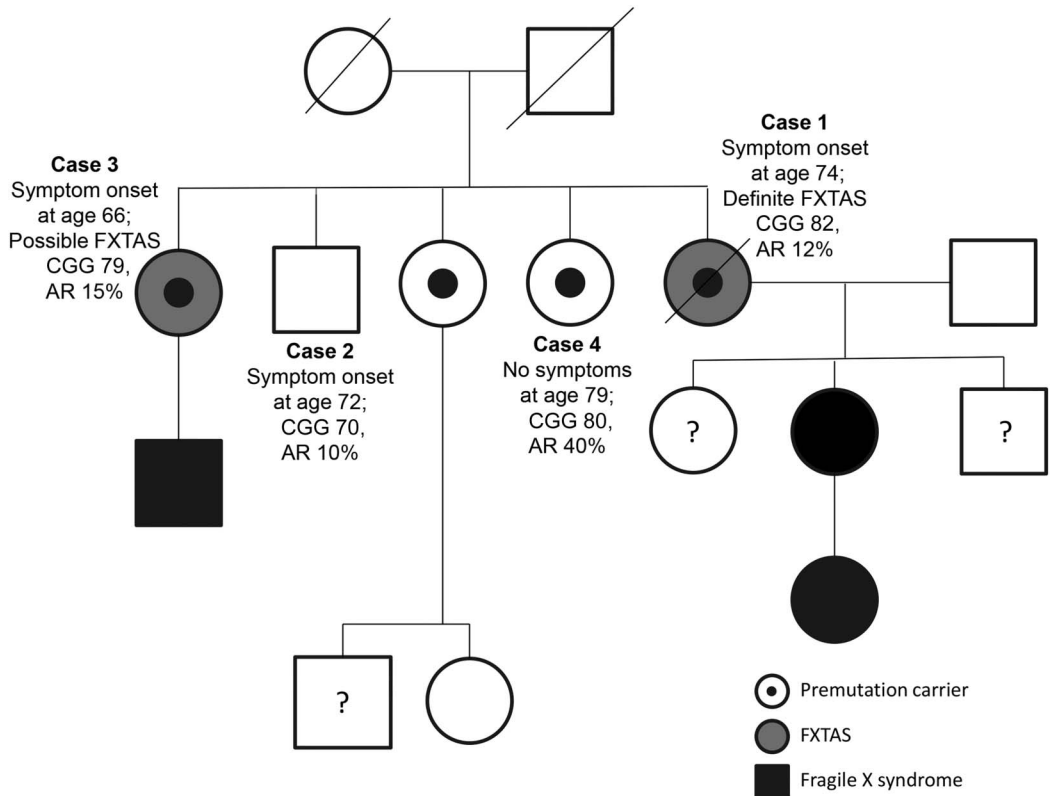 Case 1
Symptom onset
at age 74;
Definite FXTAS
CGG 82,
AR 12%
Case 3
Symptom onset
at age 66;
Possible FXTAS
CGG 79,
AR 15%
Case 2
Symptom onset
at age 72;
CGG 70,
AR 10%
Case 4
No symptoms
at age 79;
CGG 80,
AR 40%
?
?
?
Premutation carrier
FXTAS
Fragile X syndrome